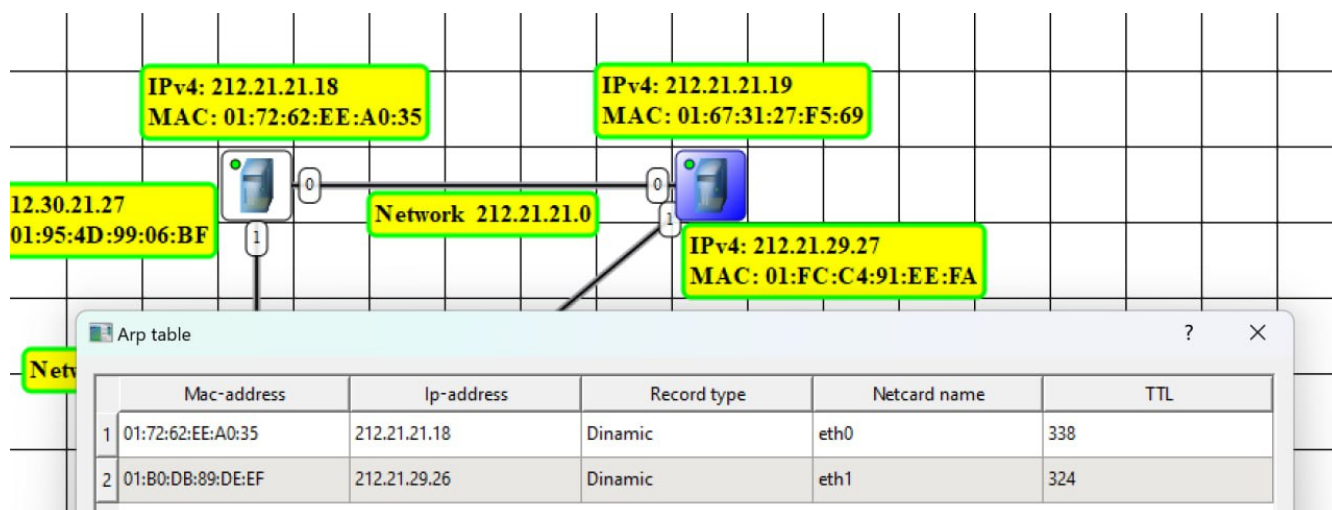 IPv4: 212.21.21.18
MAC: 01:72:62:EE:A0:35
IPv4: 212.21.21.19
MAC: 01:67:31:27:F5:69
0
0
12.30.21.27
01:95:4D:99:06:BF
1
Network 212.21.21.0
1
IPv4: 212.21.29.27
MAC: 01:FC:C4:91:EE:FA
Arp table ? ×
Mac-address Ip-address Record type Netcard name TTL
1 01:72:62:EE:A0:35 212.21.21.18 Dinamic eth0 338
2 01:B0:DB:89:DE:EF 212.21.29.26 Dinamic eth1 324